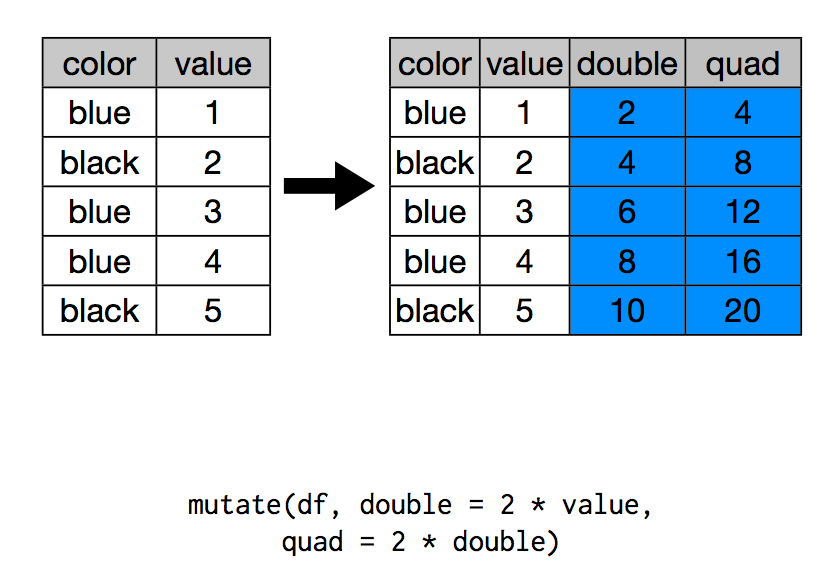 color value
blue 1
black 2
blue 3
blue 4
black 5
color value double quad
blue 1 2 4
black 2 4 8
blue 3 6 12
blue 4 8 16
black 5 10 20
mutate(df, double = 2 * value,
quad = 2 * double)